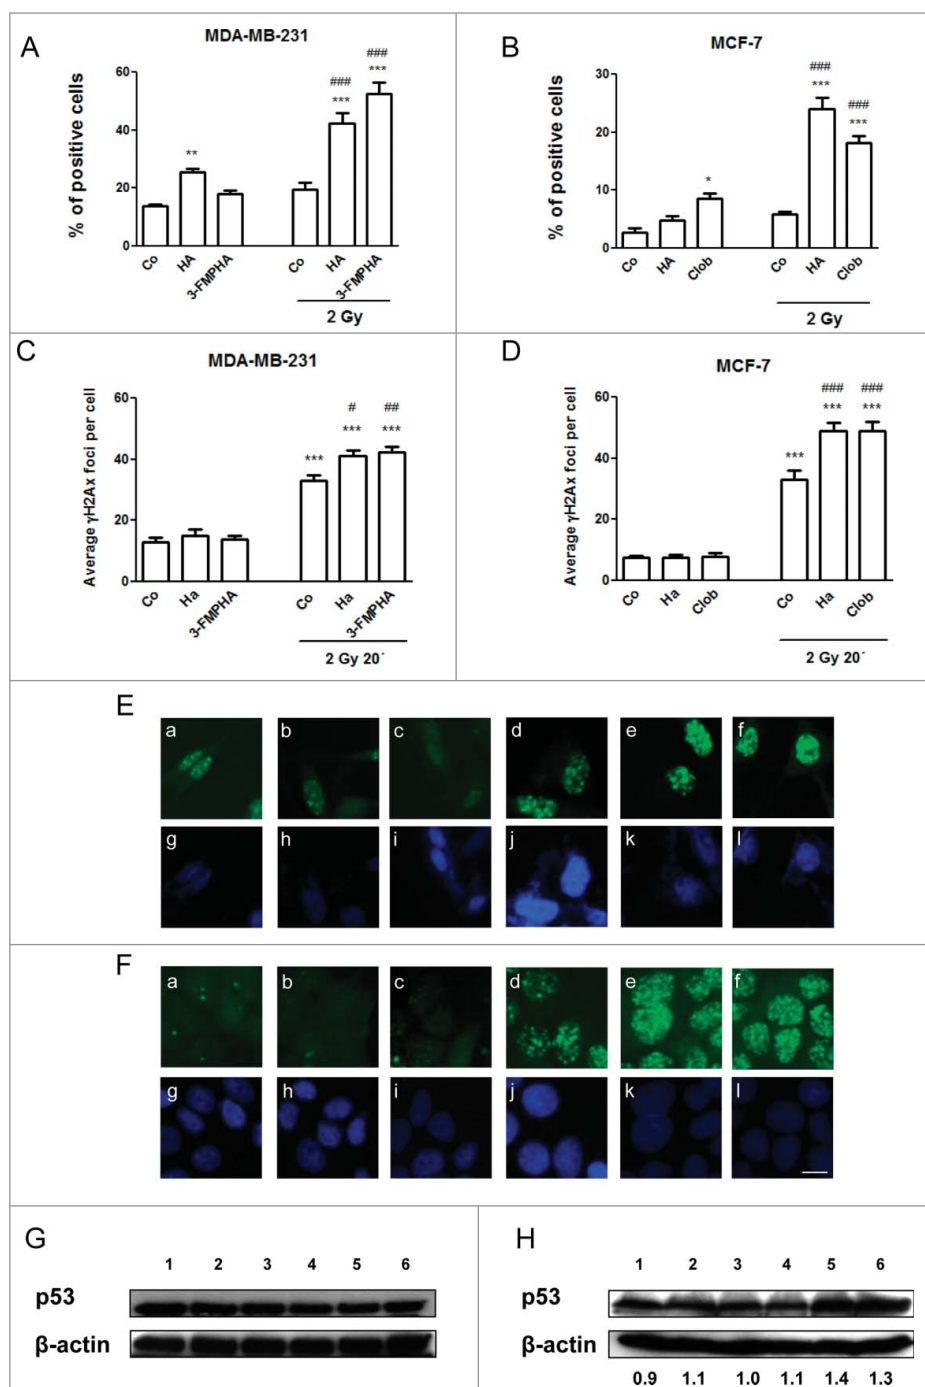 A
MDA-MB-231
% of positive cells
60
40
20
0
###
###
**
***
***
Co
HA
3-FMPHA
Co
HA
3-FMPHA
2 Gy
B
MCF-7
% of positive cells
30
20
10
0
###
***
###
***
*
Co
HA
Clob
Co
HA
Clob
2 Gy
C
MDA-MB-231
Average γH2Ax foci per cell
60
40
20
0
#
##
***
***
***
Co
Ha
3-FMPHA
Co
Ha
3-FMPHA
2 Gy 20´
D
MCF-7
Average γH2Ax foci per cell
60
40
20
0
###
###
***
***
***
Co
Ha
Clob
Co
Ha
Clob
2 Gy 20´
E
a b c d e f
g h i j k l
F
a b c d e f
g h i j k l
G
1 2 3 4 5 6
p53
β-actin
H
1 2 3 4 5 6
p53
β-actin
0.9 1.1 1.0 1.1 1.4 1.3